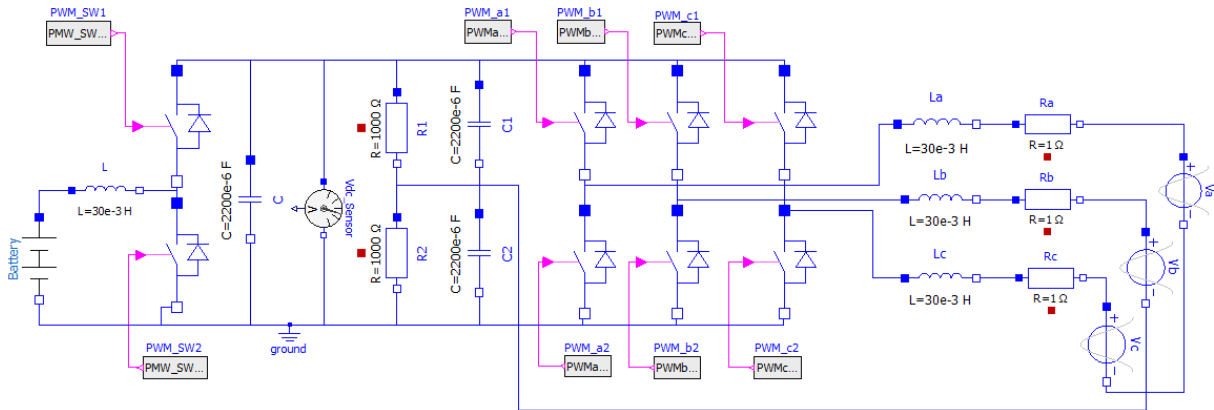 PWM_SW1
PMW_SW...
PWM_a1
PWMa...
PWM_b1
PWMb...
PWM_c1
PWMc...
L
L=30e-3 H
Battery
C
C=2200e-6 F
Vdc_Sensor
V
R1
R=1000 Ω
R2
R=1000 Ω
C1
C=2200e-6 F
C2
C=2200e-6 F
La
L=30e-3 H
Ra
R=1 Ω
Va
Lb
L=30e-3 H
Rb
R=1 Ω
Vb
Lc
L=30e-3 H
Rc
R=1 Ω
Vc
ground
PWM_SW2
PMW_SW...
PWM_a2
PWMa...
PWM_b2
PWMb...
PWM_c2
PWMc...